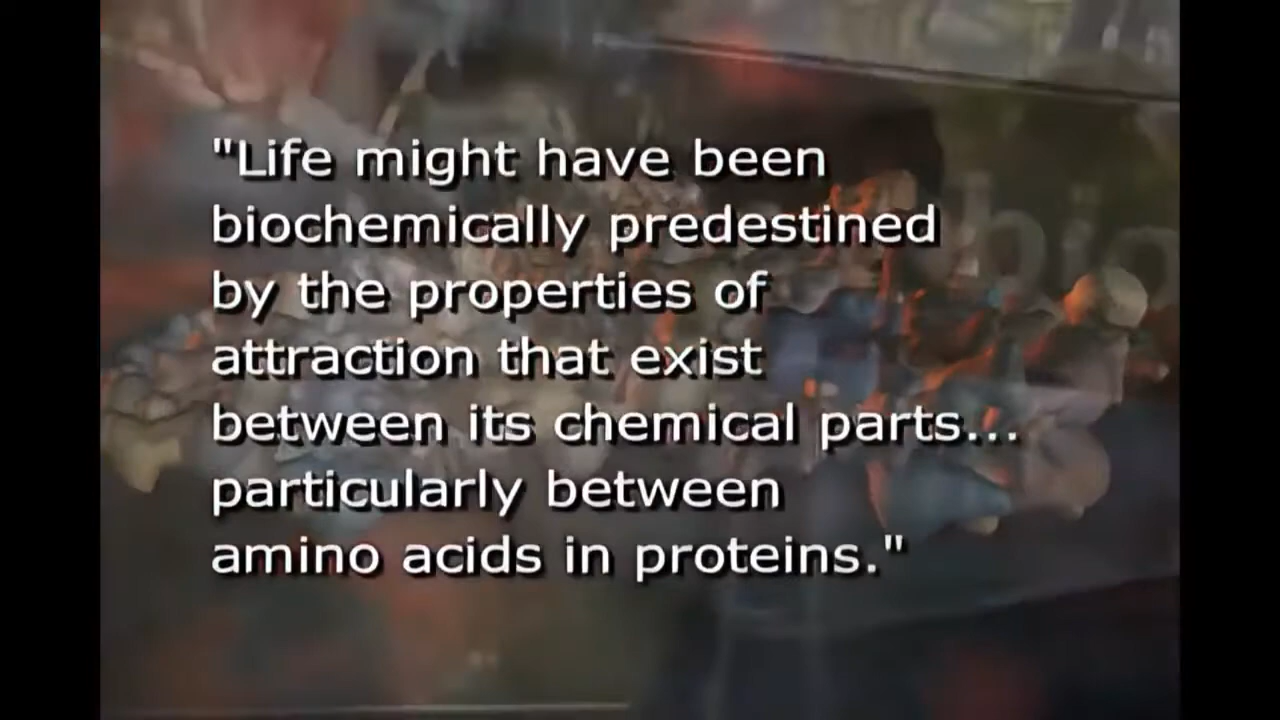 "Life might have been
biochemically predestined
by the properties of
attraction that exist
between its chemical parts...
particularly between
amino acids in proteins."